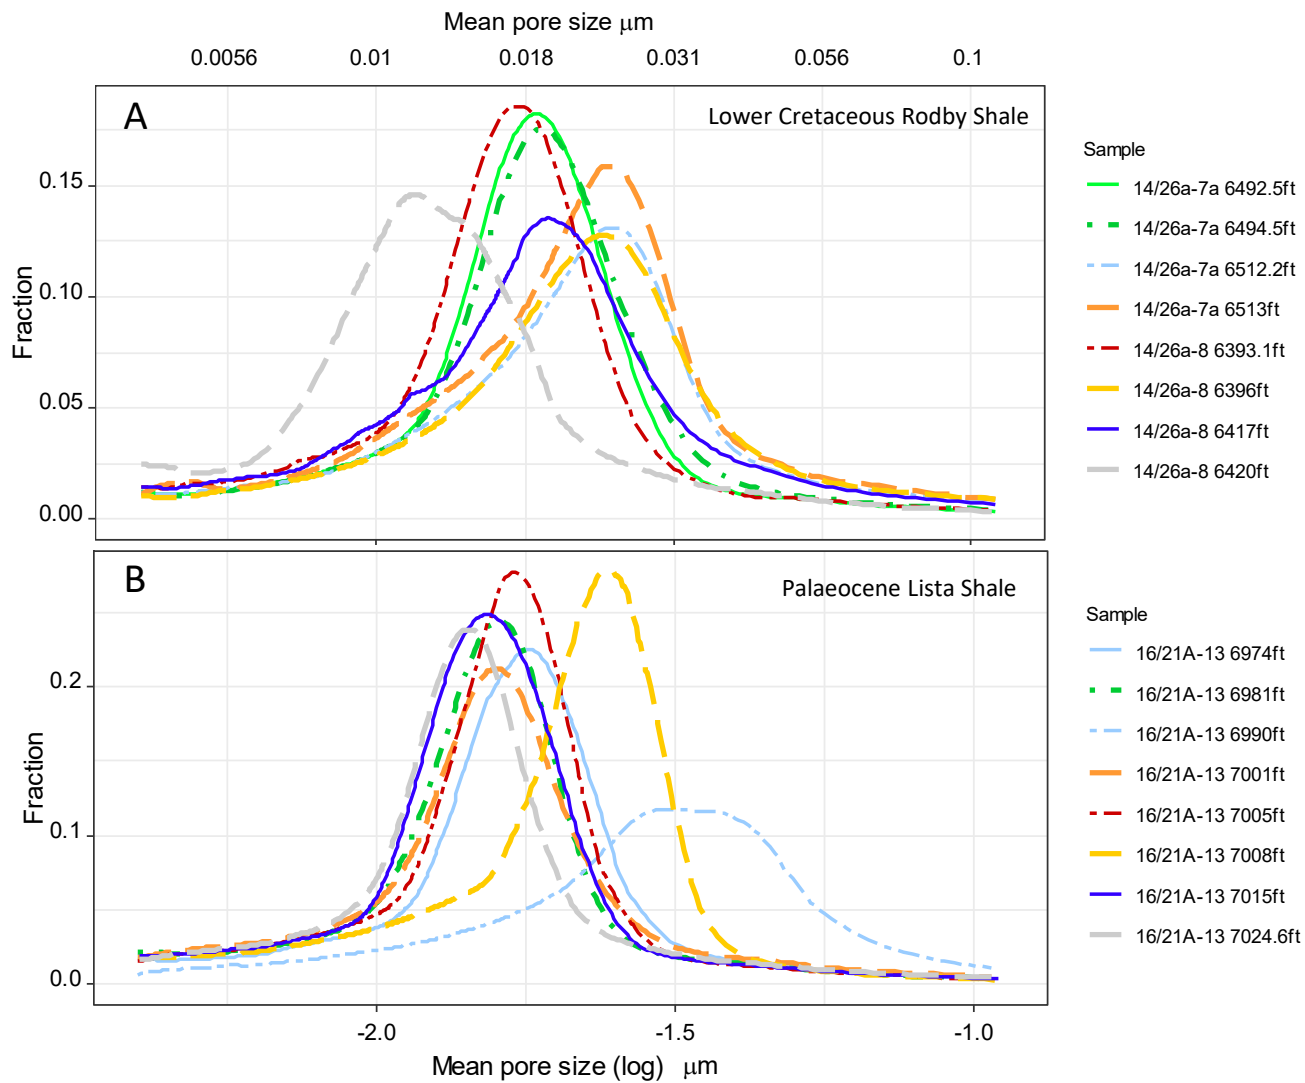 Mean pore size μm
0.0056 0.01 0.018 0.031 0.056 0.1
A
Lower Cretaceous Rodby Shale
0.15
0.10
0.05
0.00
Fraction
Sample
14/26a-7a 6492.5ft
14/26a-7a 6494.5ft
14/26a-7a 6512.2ft
14/26a-7a 6513ft
14/26a-8 6393.1ft
14/26a-8 6396ft
14/26a-8 6417ft
14/26a-8 6420ft
B
Palaeocene Lista Shale
0.2
0.1
0.0
Fraction
Sample
16/21A-13 6974ft
16/21A-13 6981ft
16/21A-13 6990ft
16/21A-13 7001ft
16/21A-13 7005ft
16/21A-13 7008ft
16/21A-13 7015ft
16/21A-13 7024.6ft
-2.0 -1.5 -1.0
Mean pore size (log) μm